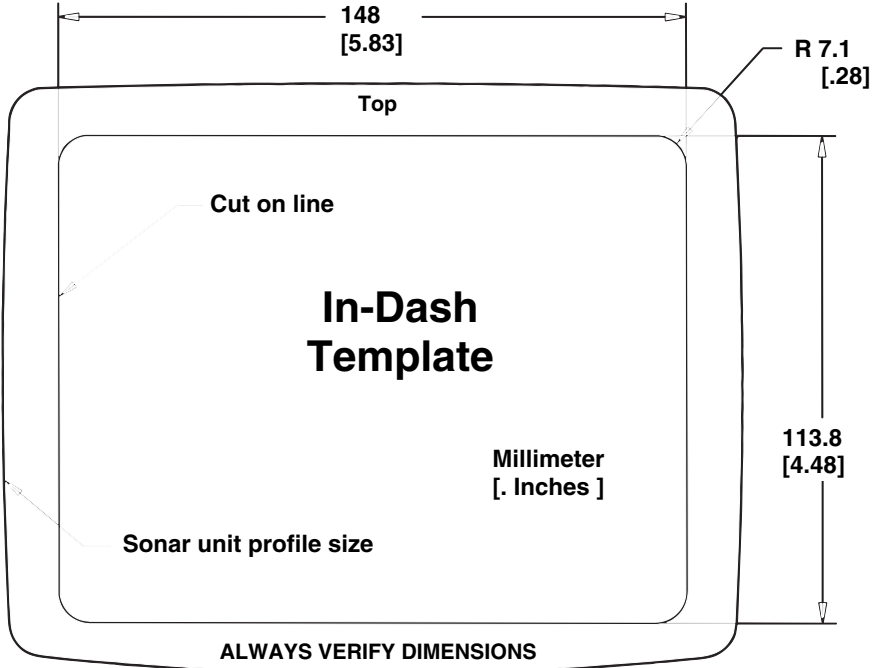 148
[5.83]
R 7.1
[.28]
Top
Cut on line
In-Dash
Template
113.8
[4.48]
Millimeter
[. Inches ]
Sonar unit profile size
ALWAYS VERIFY DIMENSIONS